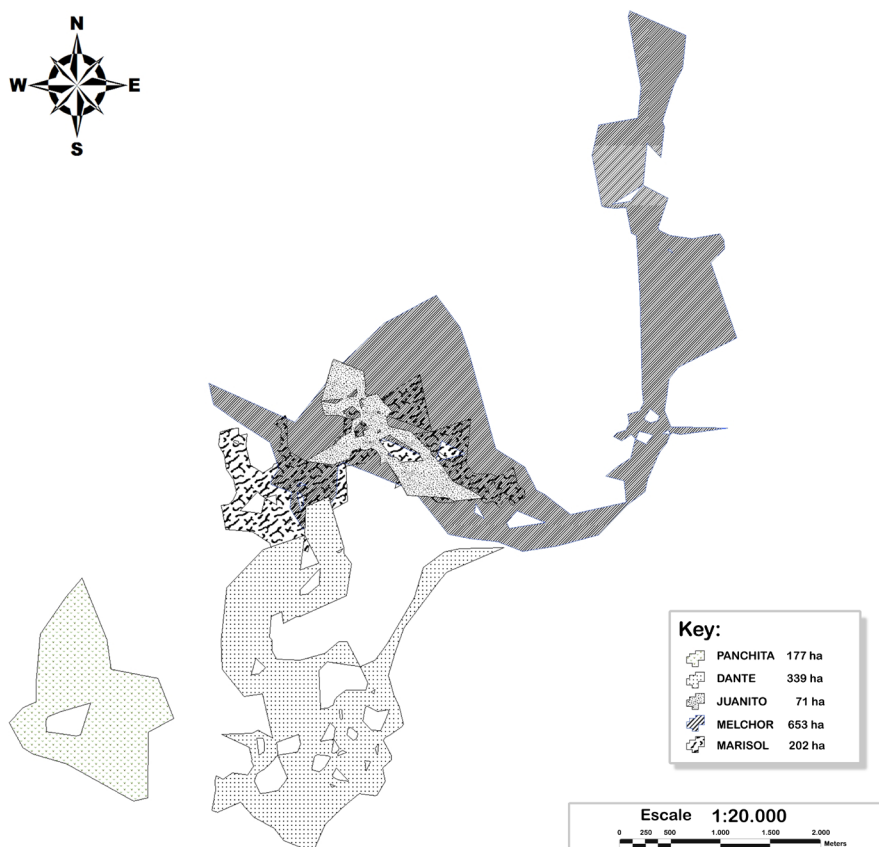 N
W E
S
Key:
PANCHITA 177 ha
DANTE 339 ha
JUANITO 71 ha
MELCHOR 653 ha
MARISOL 202 ha
Escale 1:20.000
0 250 500 1.000 1.500 2.000
Meters